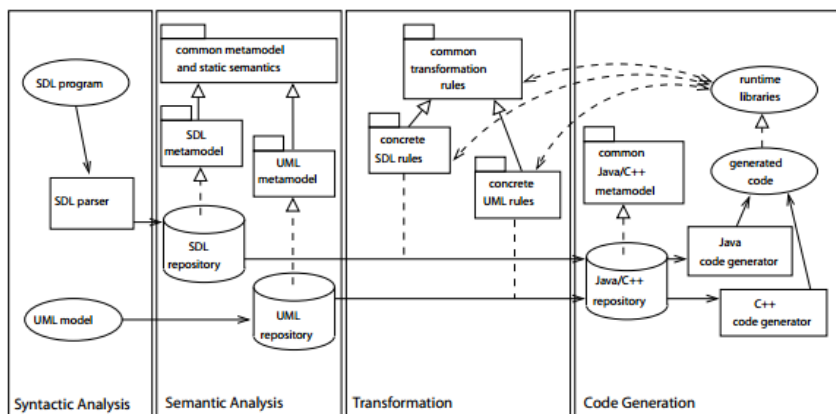 SDL program
SDL parser
UML model
Syntactic Analysis
common metamodel
and static semantics
SDL
metamodel
UML
metamodel
SDL
repository
UML
repository
Semantic Analysis
common
transformation
rules
concrete
SDL rules
concrete
UML rules
Transformation
runtime
libraries
common
Java/C++
metamodel
generated
code
Java
code generator
Java/C++
repository
C++
code generator
Code Generation